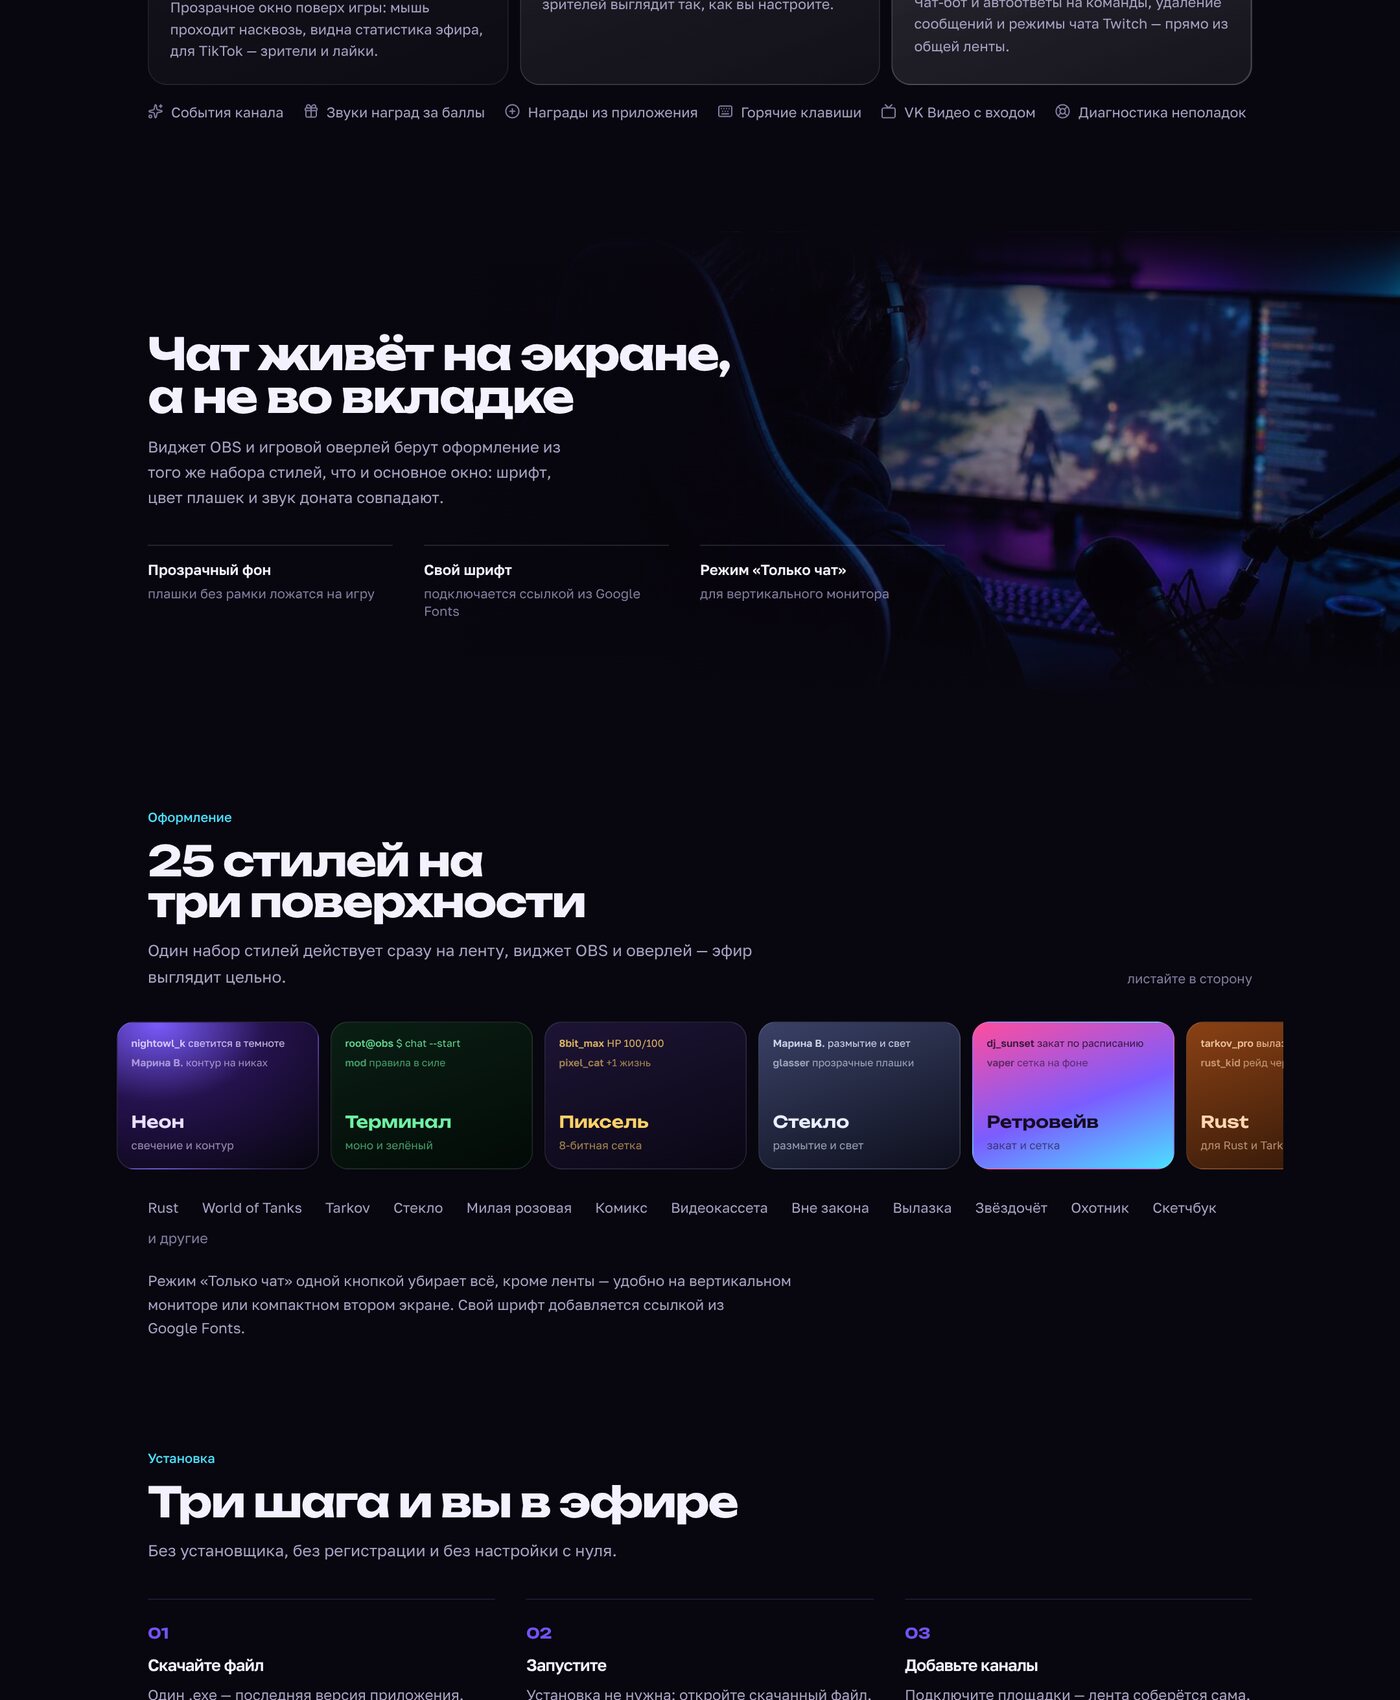 Прозрачное окно поверх игры: мышь
проходит насквозь, видна статистика эфира,
для TikTok — зрители и лайки.
зрителей выглядит так, как вы настроите.
Чат-бот и автоответы на команды, удаление
сообщений и режимы чата Twitch — прямо из
общей ленты.
События канала
Звуки наград за баллы
Награды из приложения
Горячие клавиши
VK Видео с входом
Диагностика неполадок
Чат живёт на экране,
а не во вкладке
Виджет OBS и игровой оверлей берут оформление из
того же набора стилей, что и основное окно: шрифт,
цвет плашек и звук доната совпадают.
Прозрачный фон
плашки без рамки ложатся на игру
Свой шрифт
подключается ссылкой из Google
Fonts
Режим «Только чат»
для вертикального монитора
Оформление
25 стилей на
три поверхности
Один набор стилей действует сразу на ленту, виджет OBS и оверлей — эфир
выглядит цельно.
листайте в сторону
nightowl_k светится в темноте
Марина В. контур на никах
Неон
свечение и контур
root@obs $ chat --start
mod правила в силе
Терминал
моно и зелёный
8bit_max HP 100/100
pixel_cat +1 жизнь
Пиксель
8-битная сетка
Марина В. размытие и свет
glasser прозрачные плашки
Стекло
размытие и свет
dj_sunset закат по расписанию
vaper сетка на фоне
Ретровейв
закат и сетка
tarkov_pro
rust_kid рейд
Rust
для Rust и Tark
Rust World of Tanks Tarkov Стекло Милая розовая Комикс Видеокассета Вне закона Вылазка Звёздочёт Охотник Скетчбук
и другие
Режим «Только чат» одной кнопкой убирает всё, кроме ленты — удобно на вертикальном
мониторе или компактном втором экране. Свой шрифт добавляется ссылкой из
Google Fonts.
Установка
Три шага и вы в эфире
Без установщика, без регистрации и без настройки с нуля.
01
Скачайте файл
Один .exe — последняя версия приложения.
02
Запустите
Установка не нужна: откройте скачанный файл.
03
Добавьте каналы
Подключите площадки — лента соберётся сама.